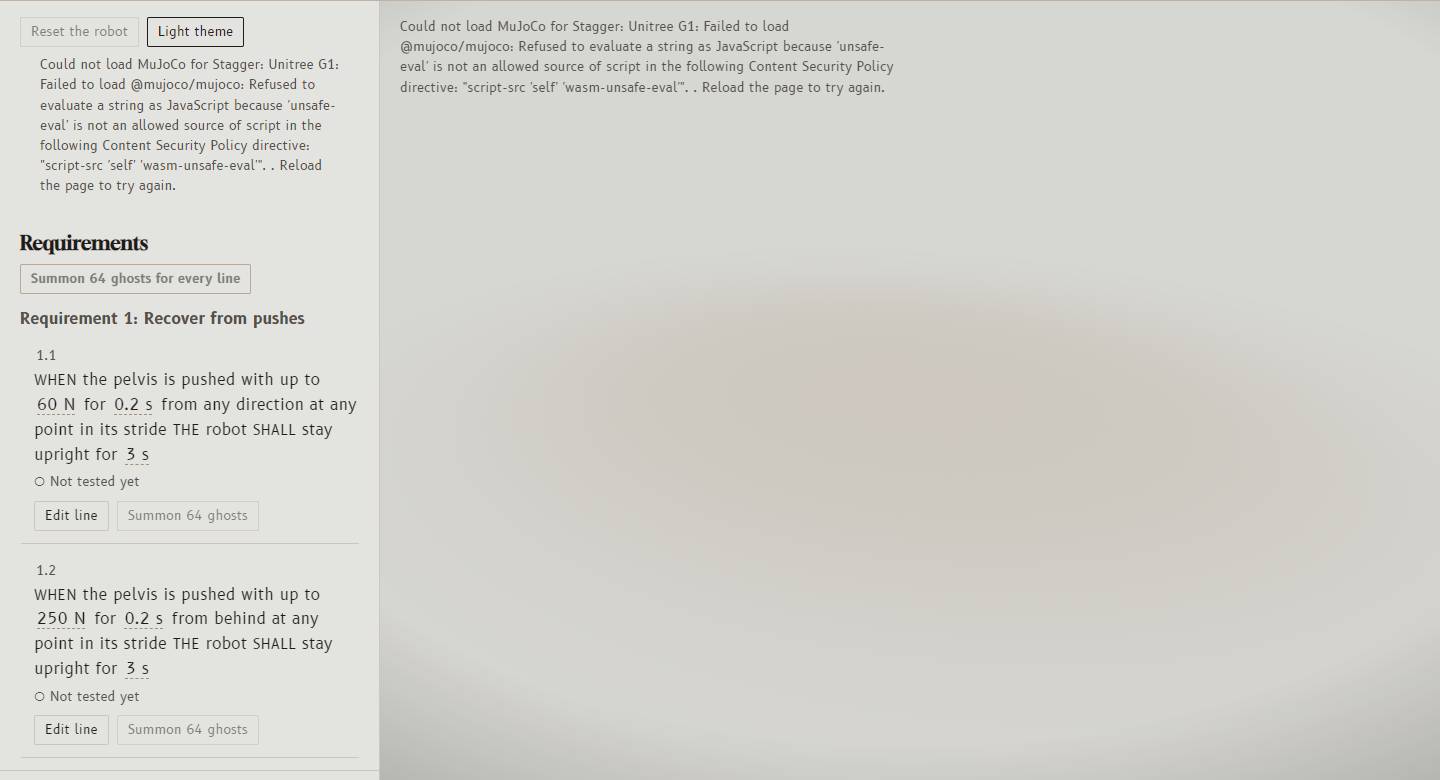 Reset the robot
Light theme
Could not load MuJoCo for Stagger: Unitree G1:
Failed to load @mujoco/mujoco: Refused to
evaluate a string as JavaScript because 'unsafe-
eval' is not an allowed source of script in the
following Content Security Policy directive:
"script-src 'self' 'wasm-unsafe-eval'". . Reload
the page to try again.
Requirements
Summon 64 ghosts for every line
Requirement 1: Recover from pushes
1.1
WHEN the pelvis is pushed with up to
60 N for 0.2 s from any direction at any
point in its stride THE robot SHALL stay
upright for 3 s
Not tested yet
Edit line
Summon 64 ghosts
1.2
WHEN the pelvis is pushed with up to
250 N for 0.2 s from behind at any
point in its stride THE robot SHALL stay
upright for 3 s
Not tested yet
Edit line
Summon 64 ghosts
Could not load MuJoCo for Stagger: Unitree G1: Failed to load
@mujoco/mujoco: Refused to evaluate a string as JavaScript because 'unsafe-
eval' is not an allowed source of script in the following Content Security Policy
directive: "script-src 'self' 'wasm-unsafe-eval'". . Reload the page to try again.